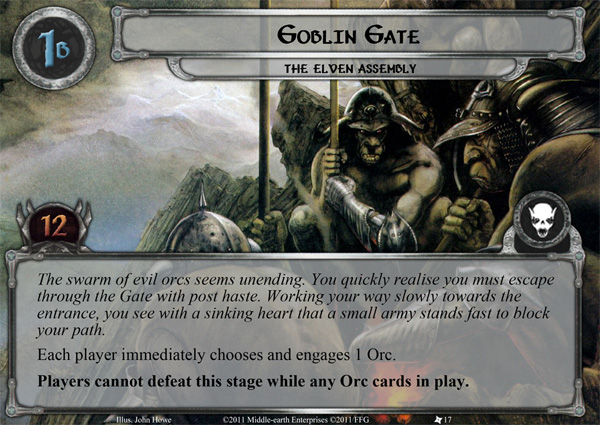 1B
GOBLIN GATE
THE ELVEN ASSEMBLY
12
The swarm of evil orcs seems unending. You quickly realise you must escape
through the Gate with post haste. Working your way slowly towards the
entrance, you see with a sinking heart that a small army stands fast to block
your path.
Each player immediately chooses and engages 1 Orc.
Players cannot defeat this stage while any Orc cards in play.
Illus. John Howe ©2011 Middle-earth Enterprises ©2011 FFG 17